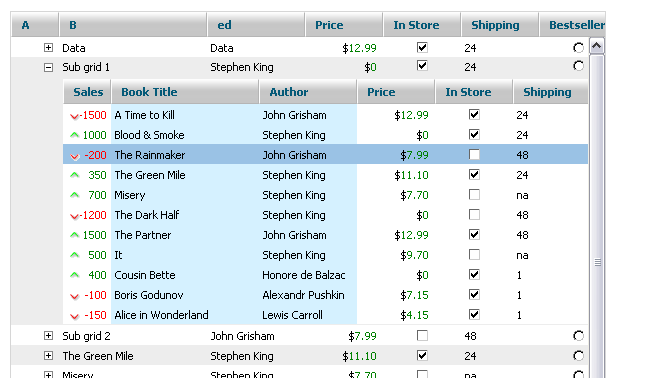 A B ed Price In Store Shipping Bestseller
Data Data $12.99 24
Sub grid 1 Stephen King $0 24
Sales Book Title Author Price In Store Shipping
-1500 A Time to Kill John Grisham $12.99 24
1000 Blood & Smoke Stephen King $0 24
-200 The Rainmaker John Grisham $7.99 48
350 The Green Mile Stephen King $11.10 24
700 Misery Stephen King $7.70 na
-1200 The Dark Half Stephen King $0 48
1500 The Partner John Grisham $12.99 48
500 It Stephen King $9.70 na
400 Cousin Bette Honore de Balzac $0 1
-100 Boris Godunov Alexandr Pushkin $7.15 1
-150 Alice in Wonderland Lewis Carroll $4.15 1
Sub grid 2 John Grisham $7.99 48
The Green Mile Stephen King $11.10 24
Misery Stephen King $7.70 na